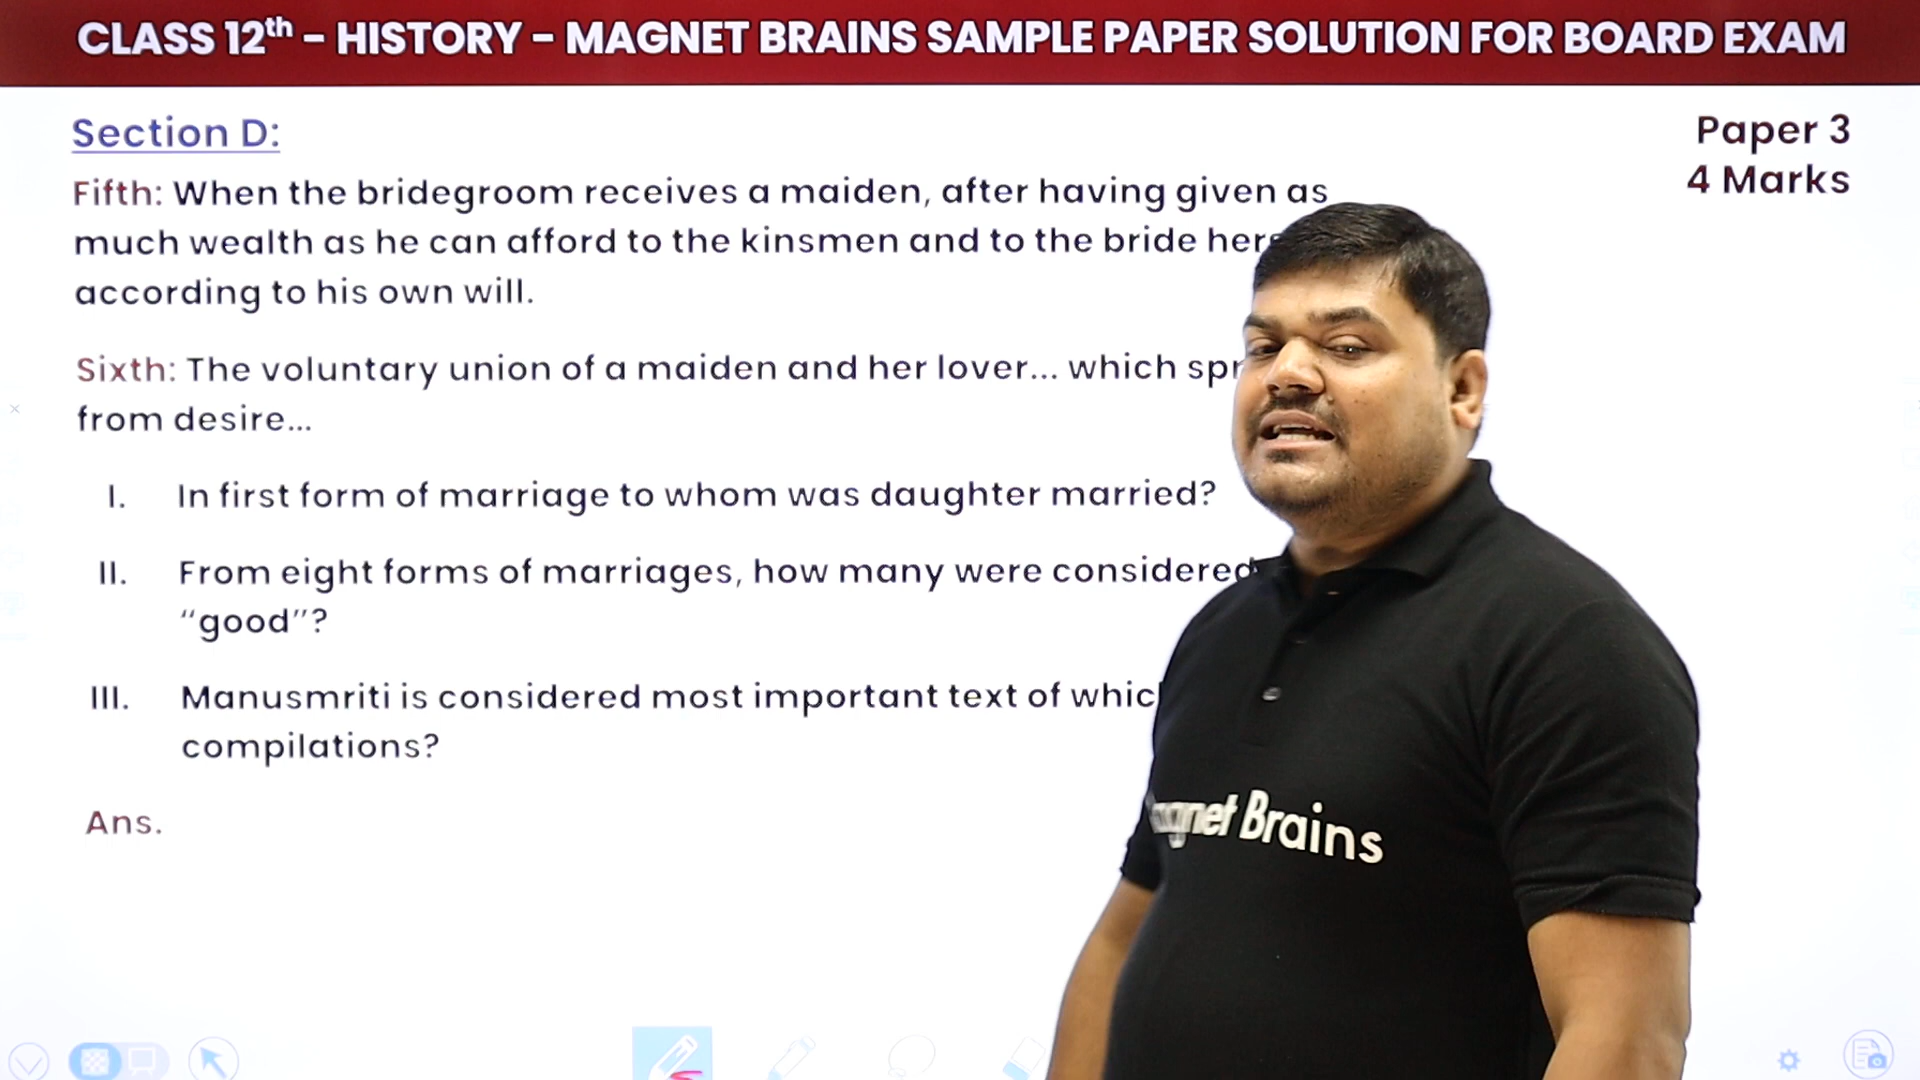 CLASS 12th - HISTORY - MAGNET BRAINS SAMPLE PAPER SOLUTION FOR BOARD EXAM
Section D:
Paper 3
4 Marks
Fifth: When the bridegroom receives a maiden, after having given as
much wealth as he can afford to the kinsmen and to the bride
according to his own will.
Sixth: The voluntary union of a maiden and her lover... which
from desire...
I. In first form of marriage to whom was daughter married?
II. From eight forms of marriages, how many were considered
"good"?
III. Manusmriti is considered most important text of
compilations?
Ans.
Brains